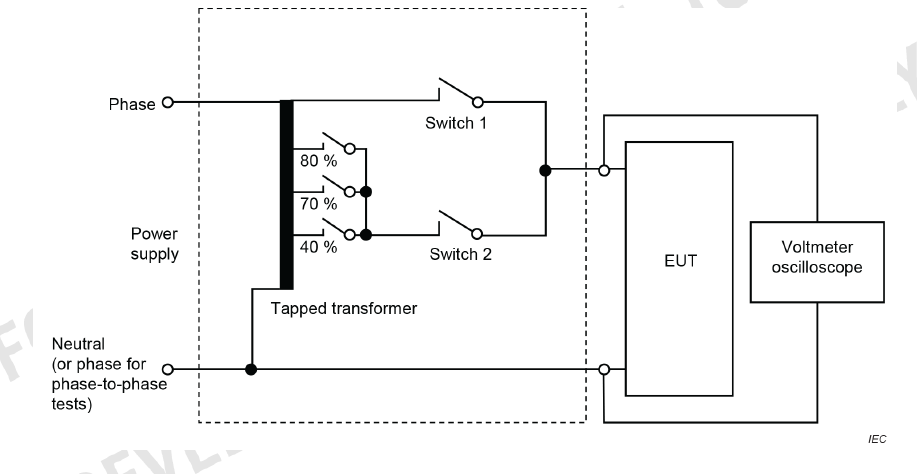 Phase
Switch 1
80 %
70 %
40 %
Switch 2
Power
supply
Tapped transformer
EUT
Voltmeter
oscilloscope
Neutral
(or phase for
phase-to-phase
tests)
IEC